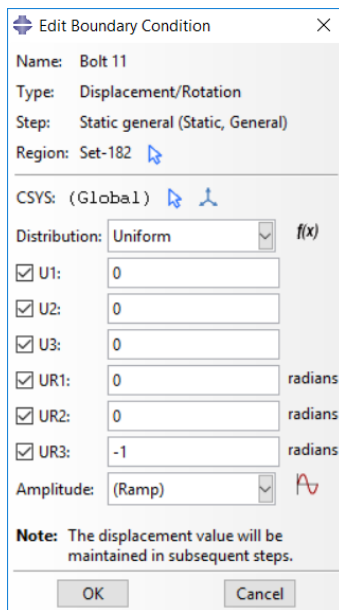 Edit Boundary Condition
Name: Bolt 11
Type: Displacement/Rotation
Step: Static general (Static, General)
Region: Set-182
CSYS: (Global)
Distribution: Uniform f(x)
U1: 0
U2: 0
U3: 0
UR1: 0 radians
UR2: 0 radians
UR3: -1 radians
Amplitude: (Ramp)
Note: The displacement value will be
maintained in subsequent steps.
OK Cancel